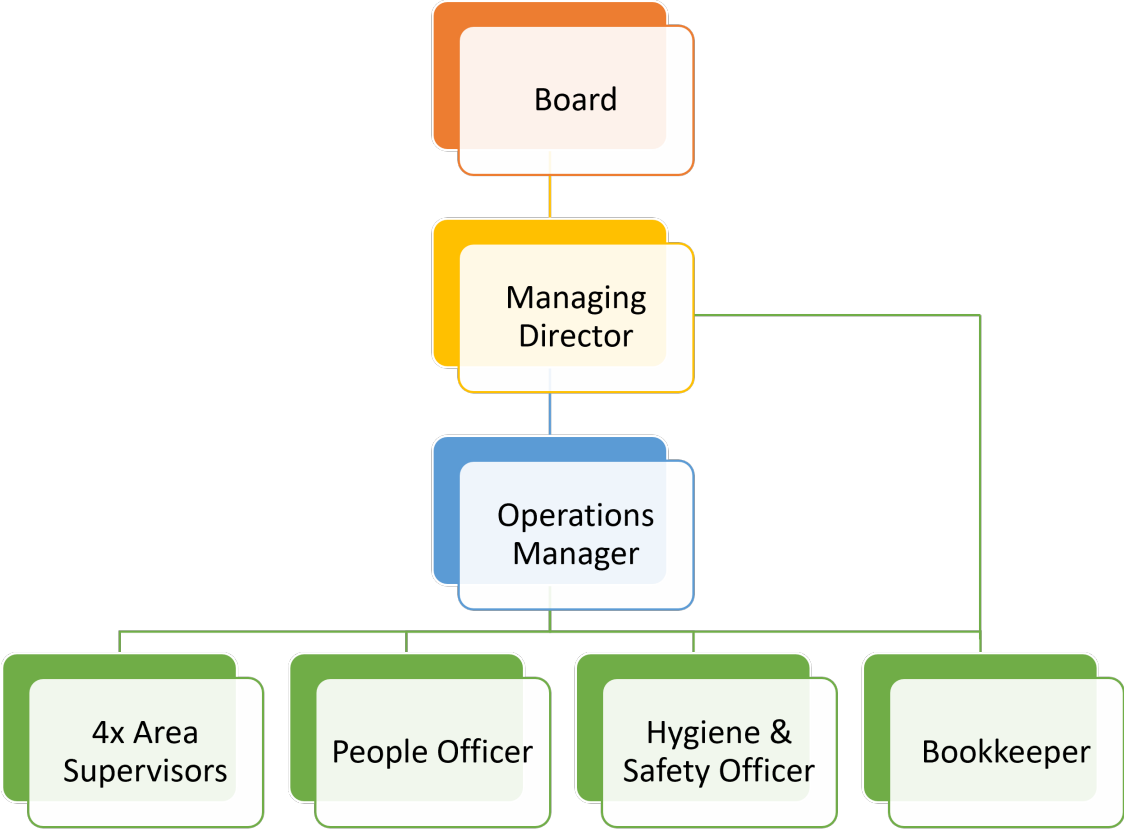 Board
Managing
Director
Operations
Manager
4x Area
Supervisors
People Officer
Hygiene &
Safety Officer
Bookkeeper